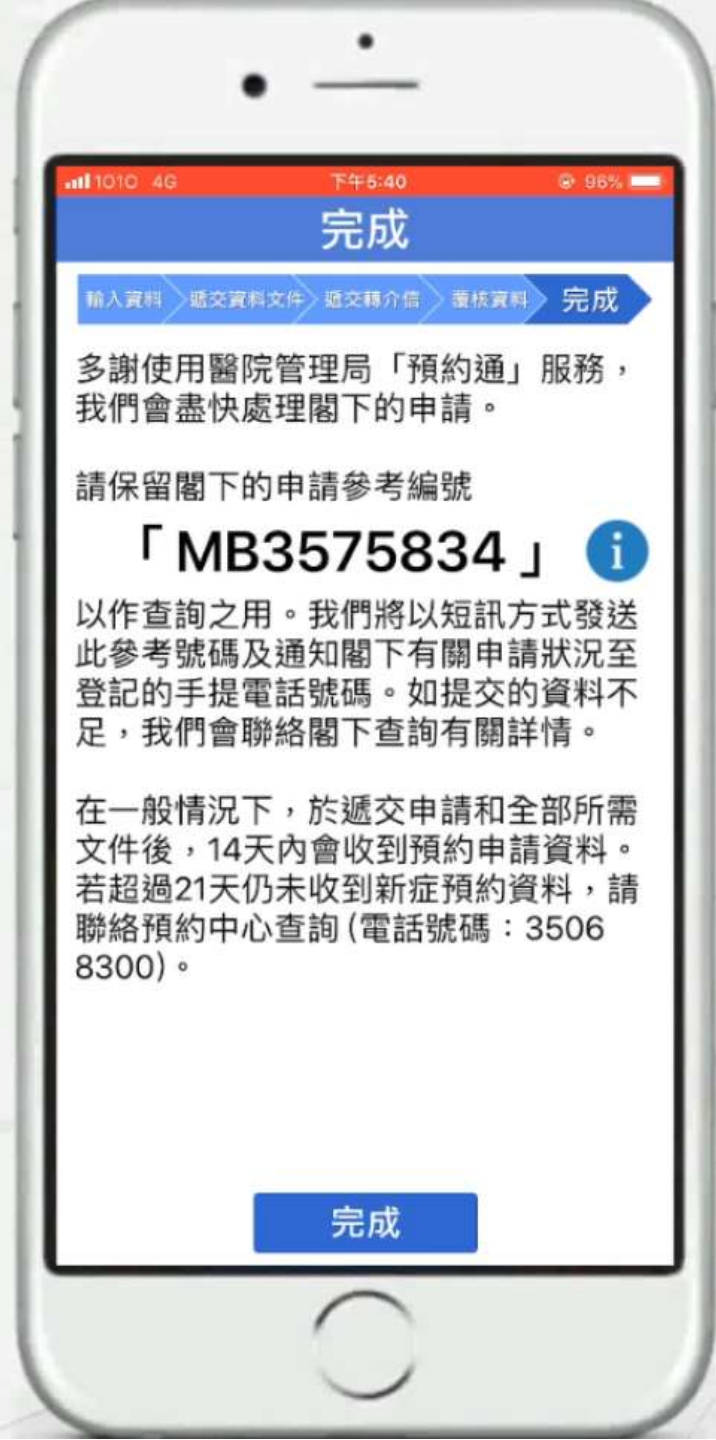 1010 4G 下午5:40 96%
完成
輸入資料 遞交資料文件 遞交轉介信 覆核資料 完成
多謝使用醫院管理局「預約通」服務，
我們會盡快處理閣下的申請。
請保留閣下的申請參考編號
「MB3575834」 i
以作查詢之用。我們將以短訊方式發送
此參考號碼及通知閣下有關申請狀況至
登記的手提電話號碼。如提交的資料不
足，我們會聯絡閣下查詢有關詳情。
在一般情況下，於遞交申請和全部所需
文件後，14天內會收到預約申請資料。
若超過21天仍未收到新症預約資料，請
聯絡預約中心查詢(電話號碼：3506
8300)。
完成